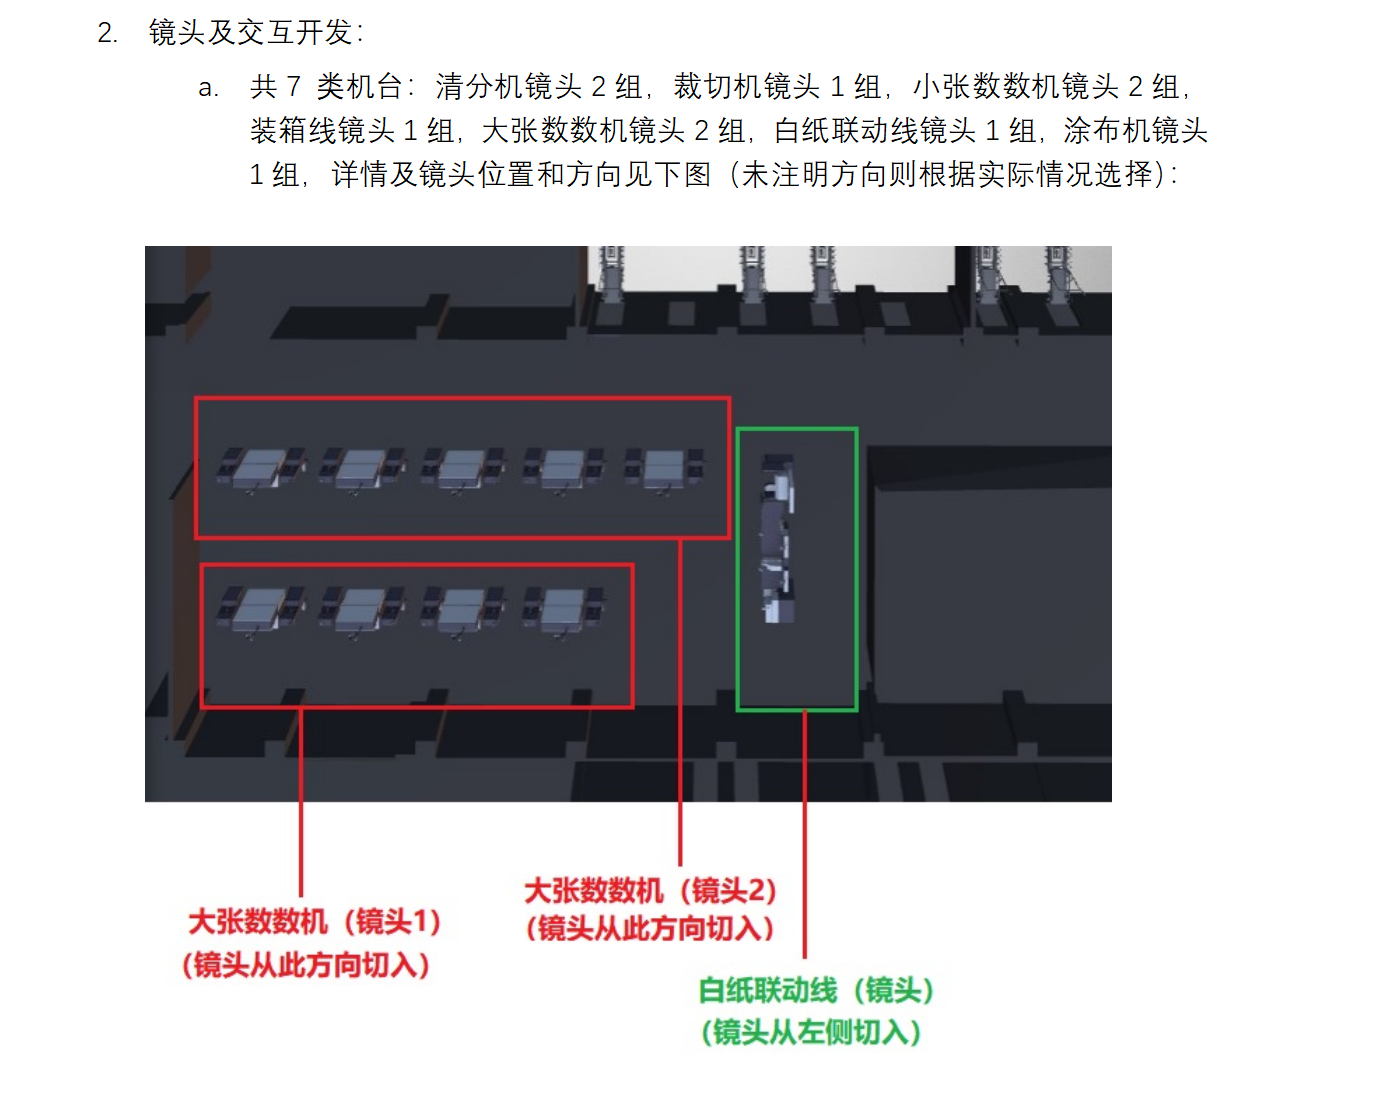 2. 镜头及交互开发：
a. 共 7 类机台：清分机镜头 2 组，裁切机镜头 1 组，小张数数机镜头 2 组，
装箱线镜头 1 组，大张数数机镜头 2 组，白纸联动线镜头 1 组，涂布机镜头
1 组，详情及镜头位置和方向见下图（未注明方向则根据实际情况选择）：
大张数数机（镜头2）
（镜头从此方向切入）
大张数数机（镜头1）
（镜头从此方向切入）
白纸联动线（镜头）
（镜头从左侧切入）